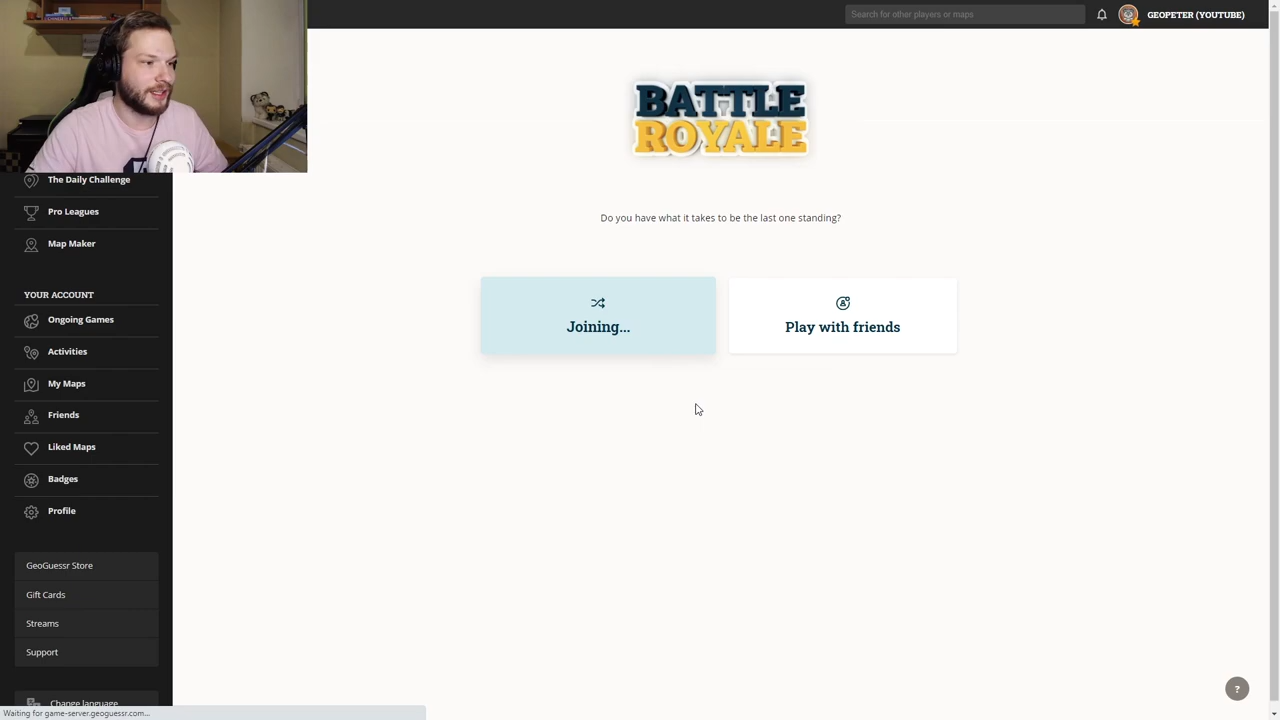 Search for other players or maps
GEOPETER (YOUTUBE)
BATTLE
ROYALE
Do you have what it takes to be the last one standing?
Joining...
Play with friends
The Daily Challenge
Pro Leagues
Map Maker
YOUR ACCOUNT
Ongoing Games
Activities
My Maps
Friends
Liked Maps
Badges
Profile
GeoGuessr Store
Gift Cards
Streams
Support
Change language
Waiting for game-server.geoguessr.com...
?